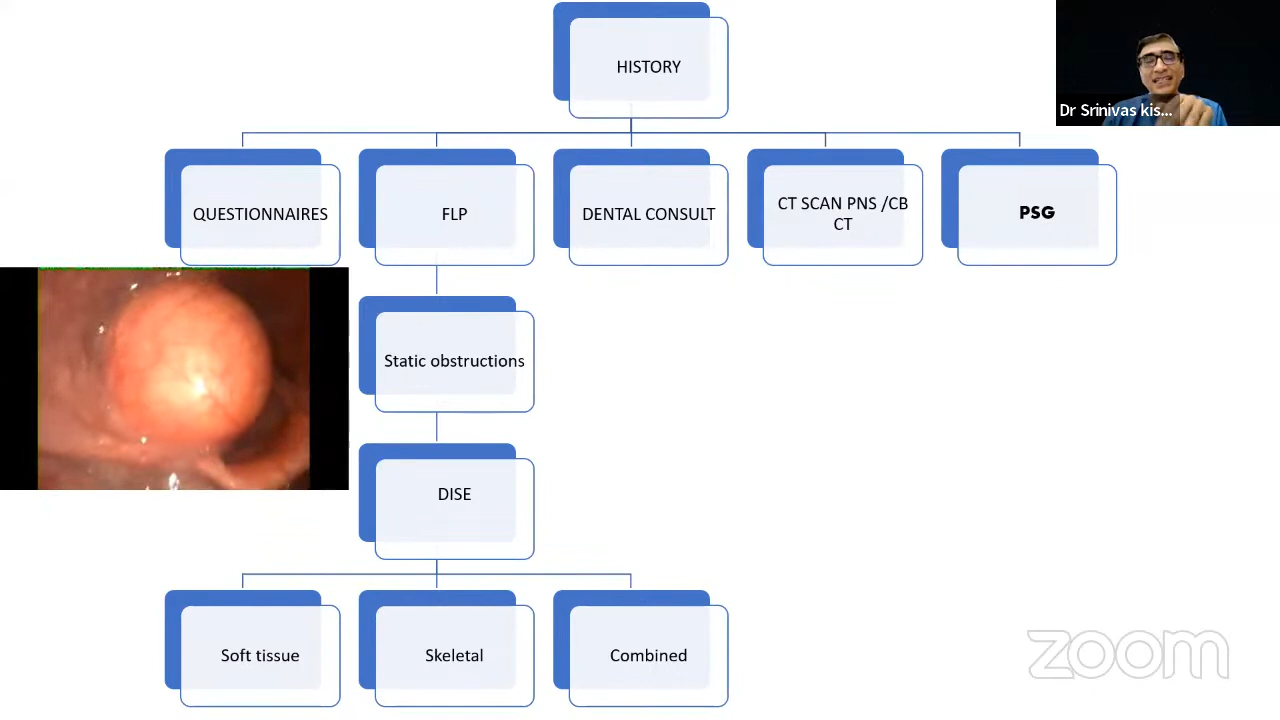 HISTORY
Dr Srinivas kis...
QUESTIONNAIRES
FLP
DENTAL CONSULT
CT SCAN PNS /CB
CT
PSG
Static obstructions
DISE
Soft tissue
Skeletal
Combined
zoom